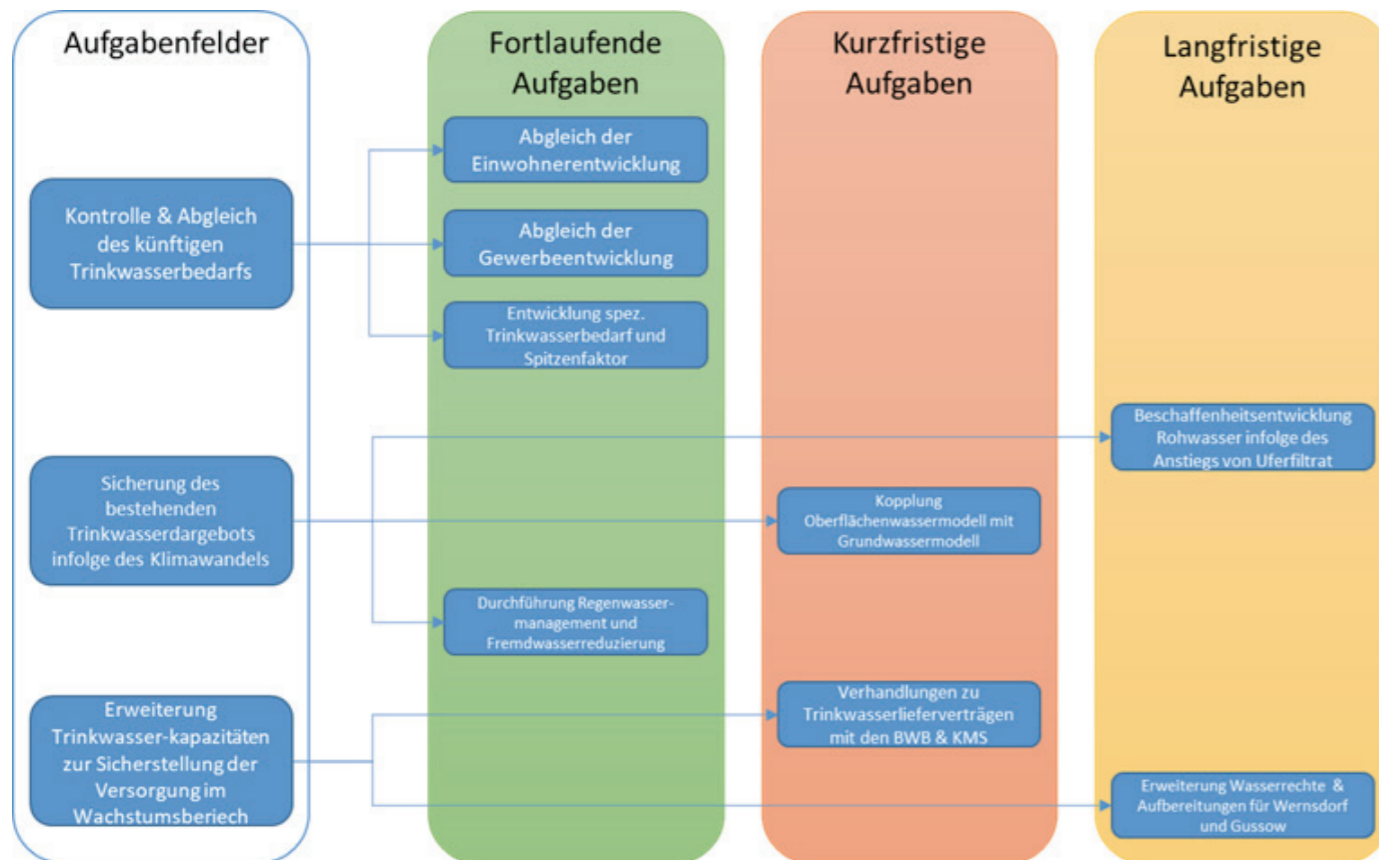 Aufgabenfelder
Kontrolle & Abgleich
des künftigen
Trinkwasserbedarfs
Sicherung des
bestehenden
Trinkwasserdargebots
infolge des Klimawandels
Erweiterung
Trinkwasser-kapazitäten
zur Sicherstellung der
Versorgung im
Wachstumsberiech
Fortlaufende
Aufgaben
Abgleich der
Einwohnerentwicklung
Abgleich der
Gewerbeentwicklung
Entwicklung spez.
Trinkwasserbedarf und
Spitzenfaktor
Durchführung Regenwasser-
management und
Fremdwasserreduzierung
Kurzfristige
Aufgaben
Kopplung
Oberflächenwassermodell mit
Grundwassermodell
Verhandlungen zu
Trinkwasserlieferverträgen
mit den BWB & KMS
Langfristige
Aufgaben
Beschaffenheitsentwicklung
Rohwasser infolge des
Anstiegs von Uferfiltrat
Erweiterung Wasserrechte &
Aufbereitungen für Wernsdorf
und Gussow